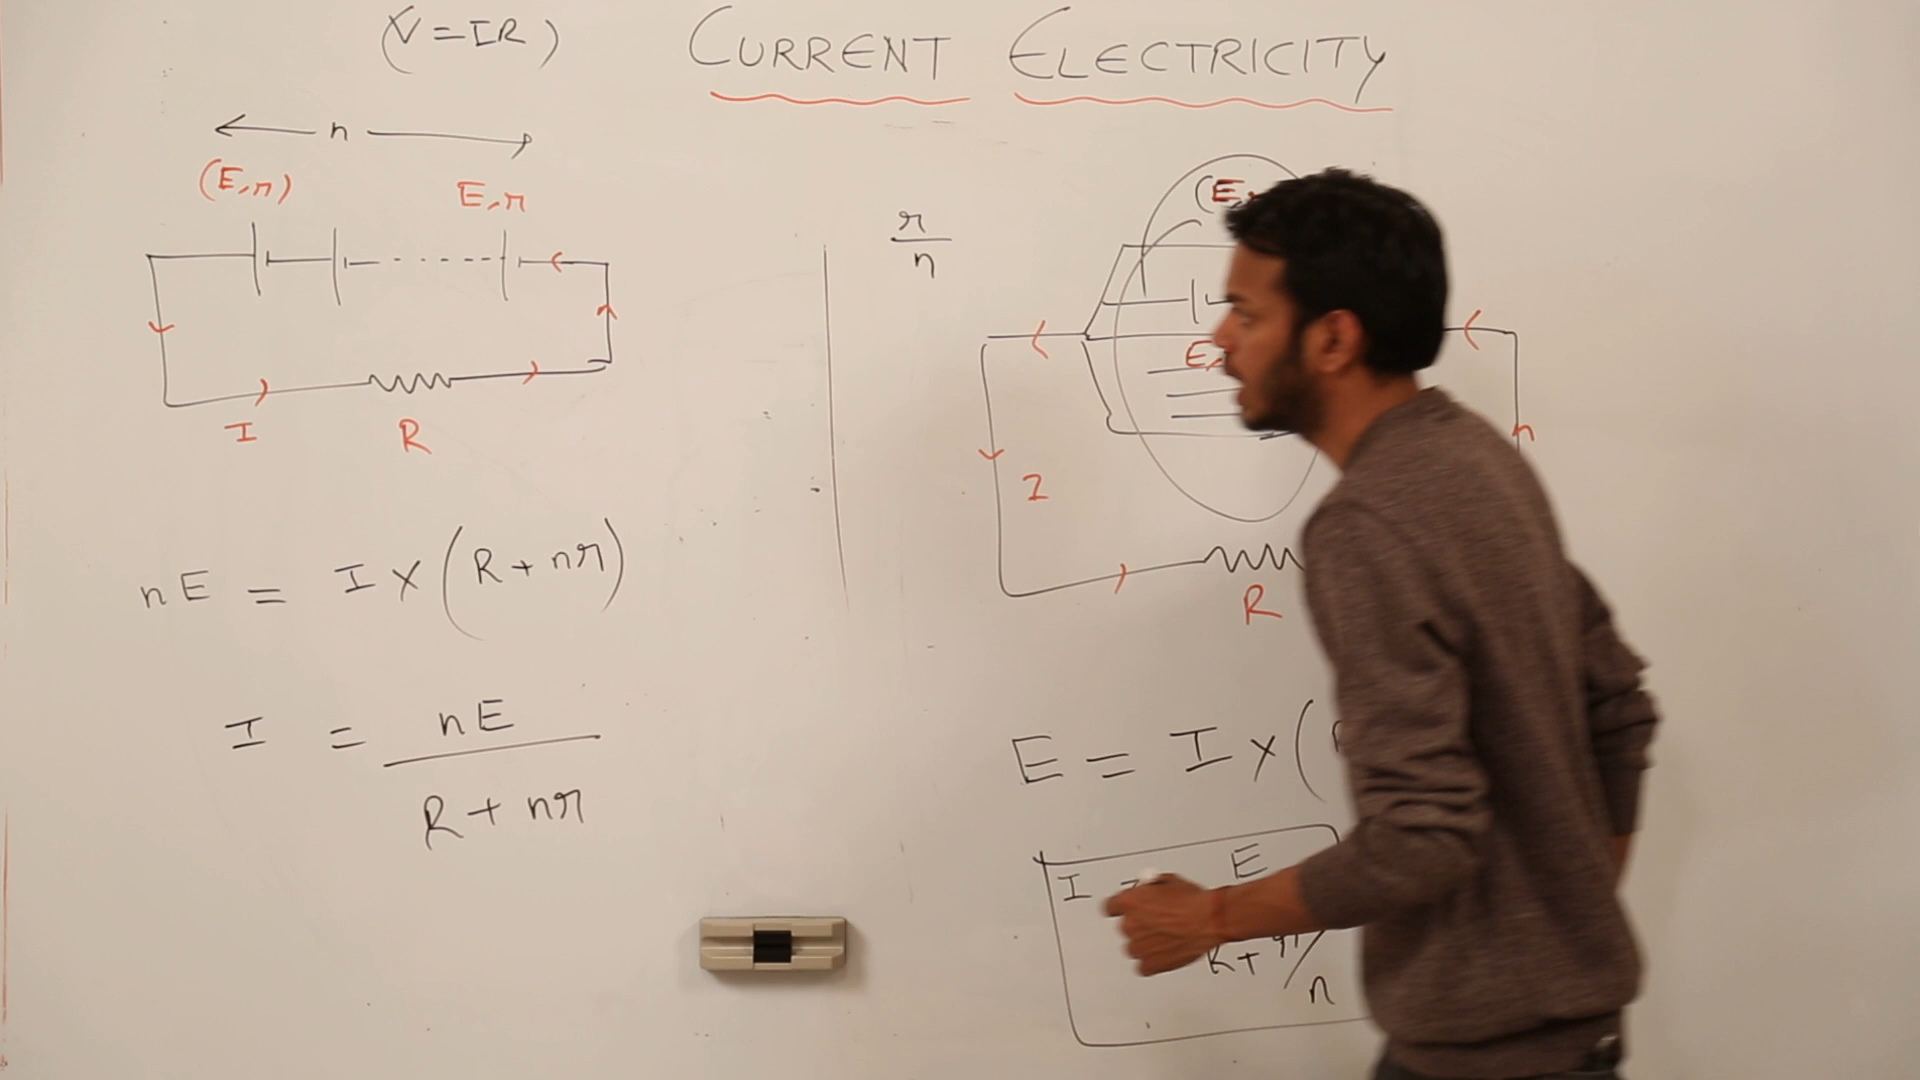 (V=IR)
CURRENT ELECTRICITY
n
(E,r)
E,r
I
R
nE = I × (R + nr)
I = nE
R + nr
r
n
(E,
E,
I
R
E = I × (
I = E
R + r/n